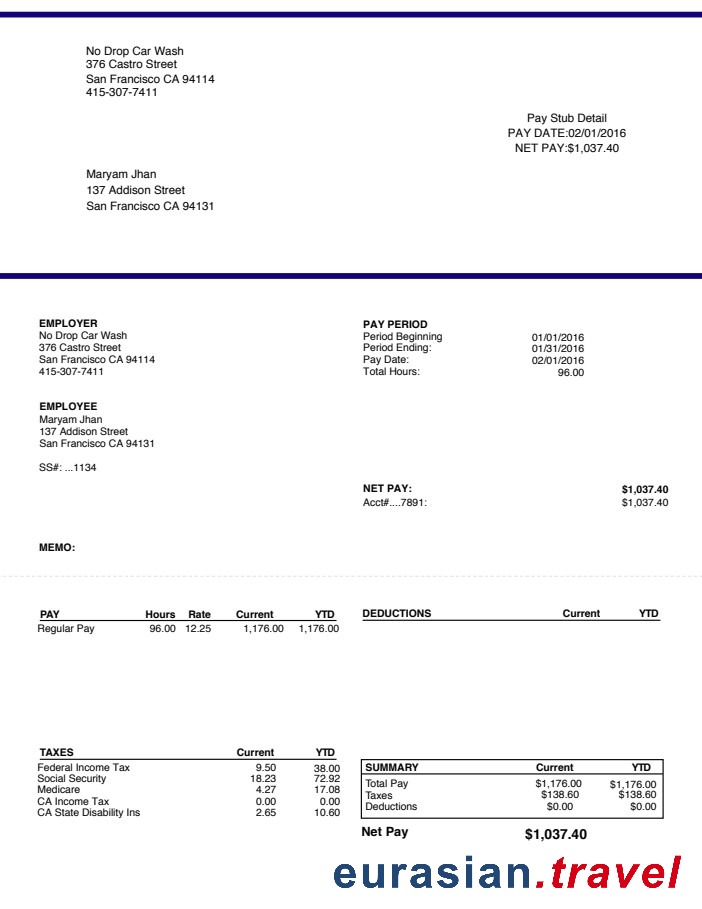 No Drop Car Wash
376 Castro Street
San Francisco CA 94114
415-307-7411
Pay Stub Detail
PAY DATE:02/01/2016
NET PAY:$1,037.40
Maryam Jhan
137 Addison Street
San Francisco CA 94131
EMPLOYER
No Drop Car Wash
376 Castro Street
San Francisco CA 94114
415-307-7411
PAY PERIOD
Period Beginning 01/01/2016
Period Ending: 01/31/2016
Pay Date: 02/01/2016
Total Hours: 96.00
EMPLOYEE
Maryam Jhan
137 Addison Street
San Francisco CA 94131
SS#: ...1134
NET PAY: $1,037.40
Acct#....7891: $1,037.40
MEMO:
PAY Hours Rate Current YTD
Regular Pay 96.00 12.25 1,176.00 1,176.00
DEDUCTIONS Current YTD
TAXES Current YTD
Federal Income Tax 9.50 38.00
Social Security 18.23 72.92
Medicare 4.27 17.08
CA Income Tax 0.00 0.00
CA State Disability Ins 2.65 10.60
SUMMARY Current YTD
Total Pay $1,176.00 $1,176.00
Taxes $138.60 $138.60
Deductions $0.00 $0.00
Net Pay $1,037.40
eurasian.travel